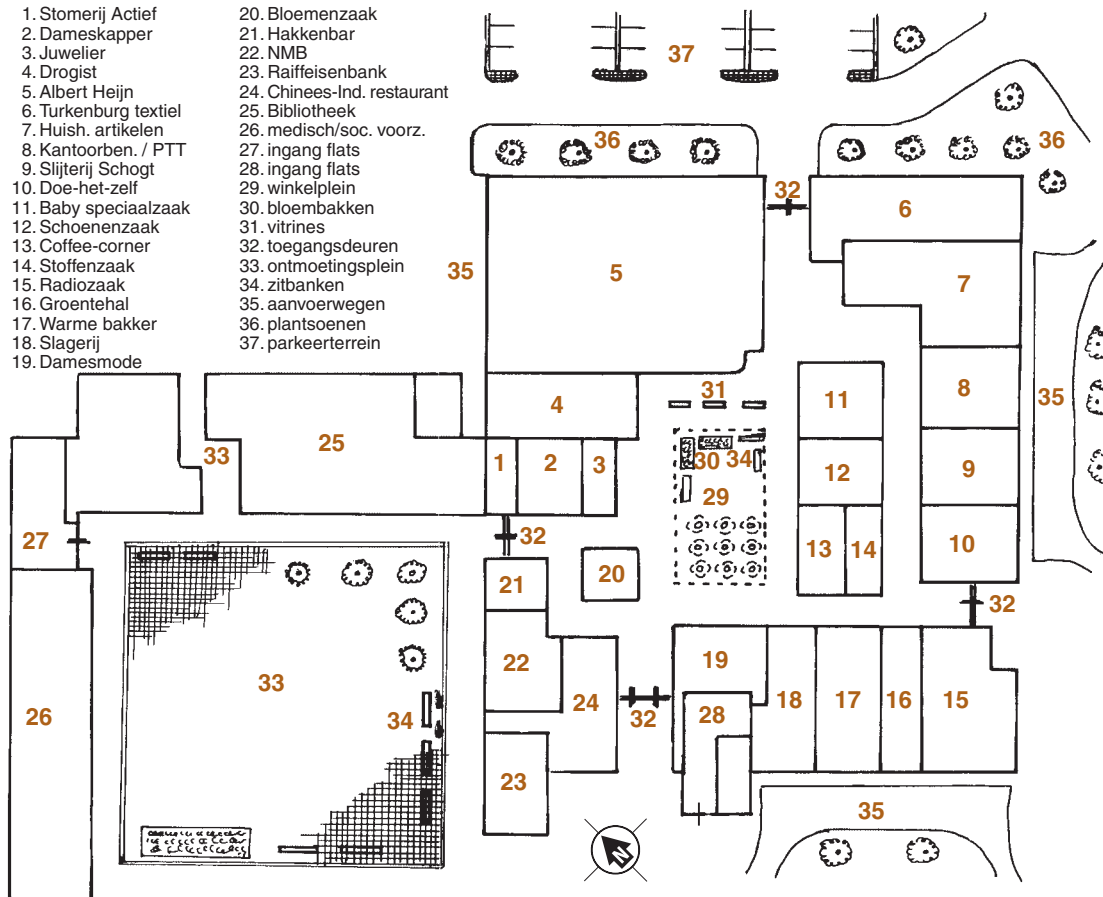 1. Stomerij Actief
2. Dameskapper
3. Juwelier
4. Drogist
5. Albert Heijn
6. Turkenburg textiel
7. Huish. artikelen
8. Kantoorben. / PTT
9. Slijterij Schogt
10. Doe-het-zelf
11. Baby speciaalzaak
12. Schoenenzaak
13. Coffee-corner
14. Stoffenzaak
15. Radiozaak
16. Groentehal
17. Warme bakker
18. Slagerij
19. Damesmode
20. Bloemenzaak
21. Hakkenbar
22. NMB
23. Raiffeisenbank
24. Chinees-Ind. restaurant
25. Bibliotheek
26. medisch/soc. voorz.
27. ingang flats
28. ingang flats
29. winkelplein
30. bloembakken
31. vitrines
32. toegangsdeuren
33. ontmoetingsplein
34. zitbanken
35. aanvoerwegen
36. plantsoenen
37. parkeerterrein
37
36
36
32
6
35
5
7
31
11
8
35
4
33
25
1
2
3
30
34
12
9
29
27
32
13
14
10
21
20
32
33
22
19
34
24
32
28
18
17
16
15
26
23
35
N